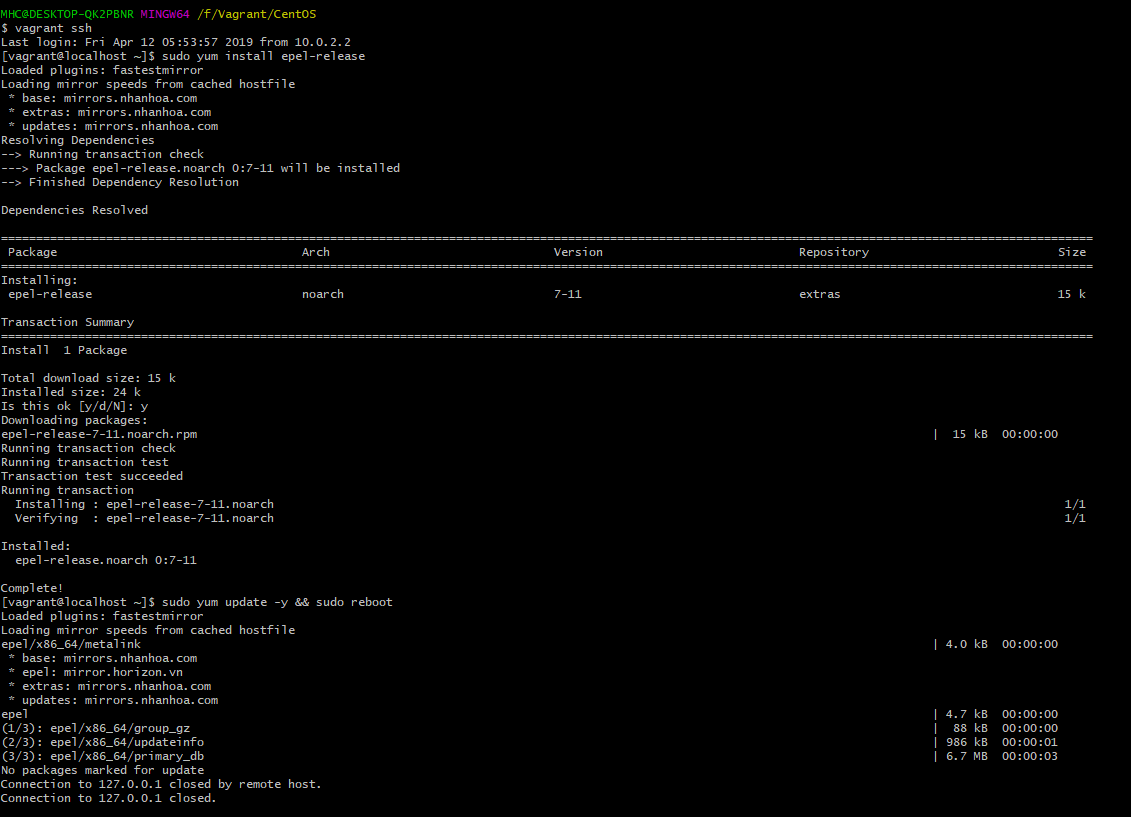 MHC@DESKTOP-QK2PBNR MINGW64 /f/Vagrant/CentOS
$ vagrant ssh
Last login: Fri Apr 12 05:53:57 2019 from 10.0.2.2
[vagrant@localhost ~]$ sudo yum install epel-release
Loaded plugins: fastestmirror
Loading mirror speeds from cached hostfile
 * base: mirrors.nhanhoa.com
 * extras: mirrors.nhanhoa.com
 * updates: mirrors.nhanhoa.com
Resolving Dependencies
--> Running transaction check
---> Package epel-release.noarch 0:7-11 will be installed
--> Finished Dependency Resolution

Dependencies Resolved

================================================================================
 Package                Arch                Version                Repository                Size
================================================================================
Installing:
 epel-release           noarch              7-11                   extras                    15 k

Transaction Summary
================================================================================
Install  1 Package

Total download size: 15 k
Installed size: 24 k
Is this ok [y/d/N]: y
Downloading packages:
epel-release-7-11.noarch.rpm                                    |  15 kB  00:00:00
Running transaction check
Running transaction test
Transaction test succeeded
Running transaction
  Installing : epel-release-7-11.noarch                                    1/1
  Verifying  : epel-release-7-11.noarch                                    1/1

Installed:
  epel-release.noarch 0:7-11

Complete!
[vagrant@localhost ~]$ sudo yum update -y && sudo reboot
Loaded plugins: fastestmirror
Loading mirror speeds from cached hostfile
epel/x86_64/metalink                                            | 4.0 kB  00:00:00
 * base: mirrors.nhanhoa.com
 * epel: mirror.horizon.vn
 * extras: mirrors.nhanhoa.com
 * updates: mirrors.nhanhoa.com
epel                                                            | 4.7 kB  00:00:00
(1/3): epel/x86_64/group_gz                                     |  88 kB  00:00:00
(2/3): epel/x86_64/updateinfo                                   | 986 kB  00:00:01
(3/3): epel/x86_64/primary_db                                   | 6.7 MB  00:00:03
No packages marked for update
Connection to 127.0.0.1 closed by remote host.
Connection to 127.0.0.1 closed.